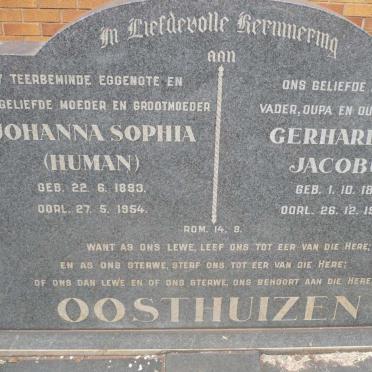 In Liefdevolle Herinnering
aan
TEERBEMINDE EGGENOTE EN
GELIEFDE MOEDER EN GROOTMOEDER
JOHANNA SOPHIA
(HUMAN)
GEB. 22. 6. 1893.
OORL. 27. 5. 1954.
ONS GELIEFDE
VADER, OUPA EN
GERHAR
JACOB
GEB. 1. 10. 18
OORL. 26. 12. 19
ROM. 14. 8.
WANT AS ONS LEWE, LEEF ONS TOT EER VAN DIE HERE;
EN AS ONS STERWE, STERF ONS TOT EER VAN DIE HERE;
OF ONS DAN LEWE EN OF ONS STERWE, ONS BEHOORT AAN DIE HERE
OOSTHUIZEN